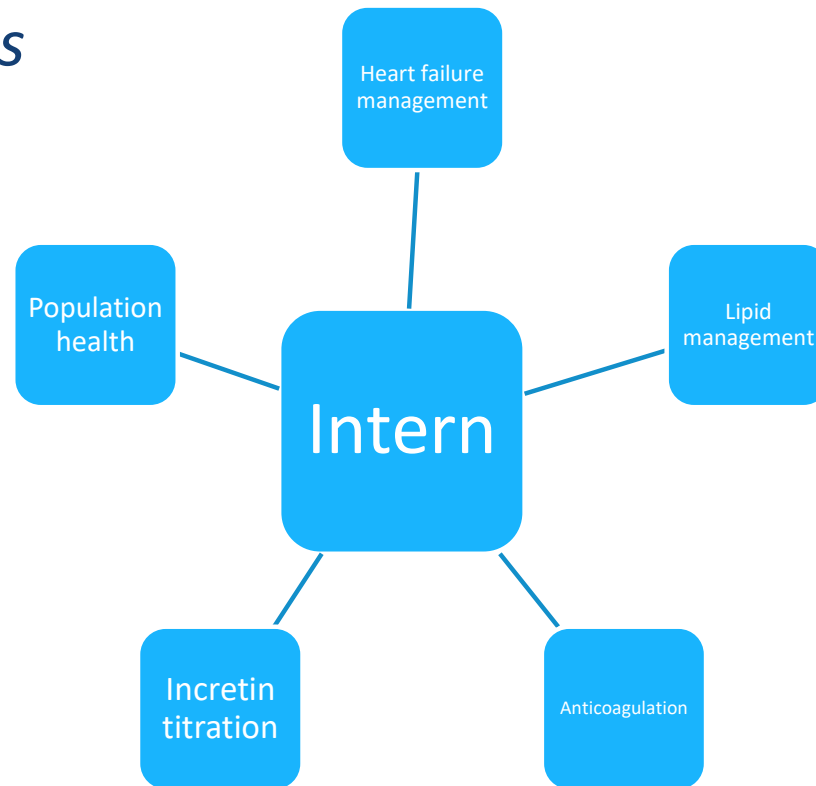 s
Heart failure
management
Population
health
Lipid
management
Intern
Incretin
titration
Anticoagulation